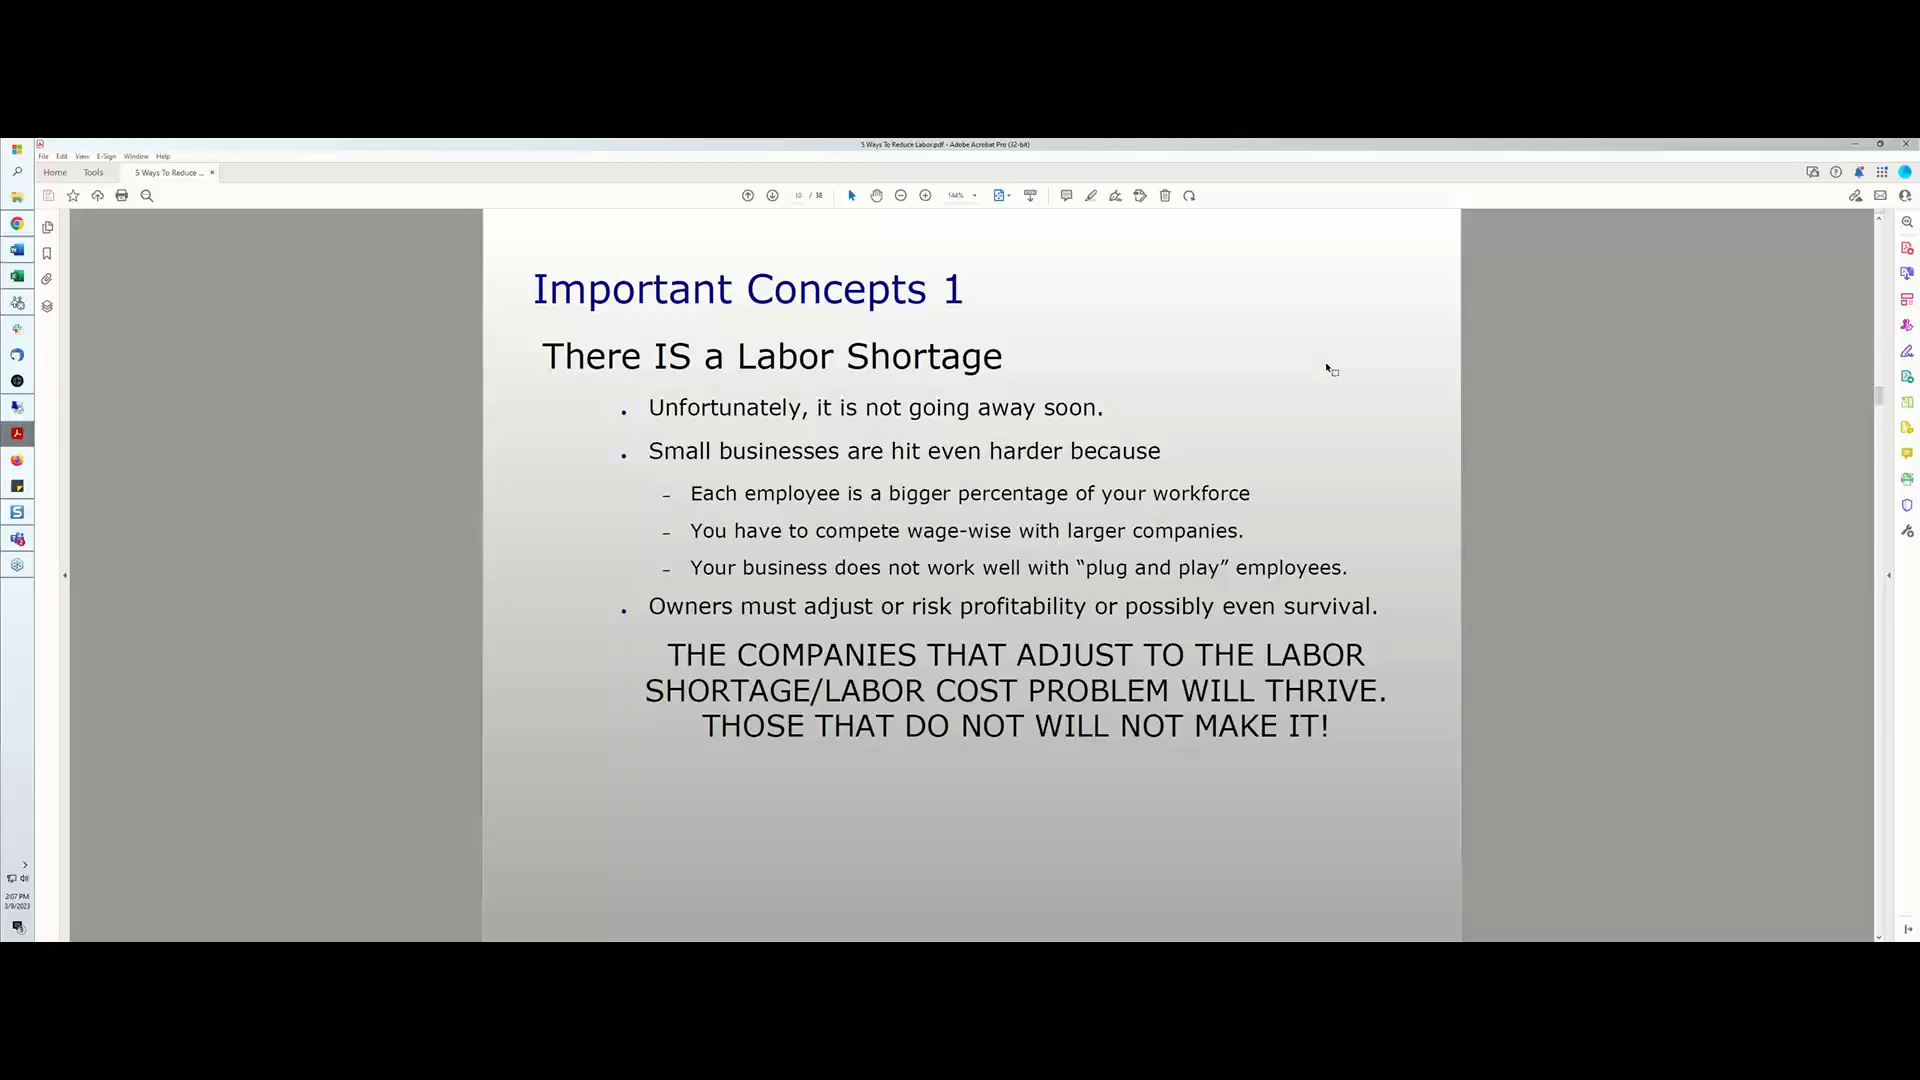 5 Ways To Reduce Labor.pdf - Adobe Acrobat Pro (32-bit)
File Edit View E-Sign Window Help
Home Tools 5 Ways To Reduce ... ×
10 / 38 144%
Important Concepts 1
There IS a Labor Shortage
• Unfortunately, it is not going away soon.
• Small businesses are hit even harder because
– Each employee is a bigger percentage of your workforce
– You have to compete wage-wise with larger companies.
– Your business does not work well with “plug and play” employees.
• Owners must adjust or risk profitability or possibly even survival.
THE COMPANIES THAT ADJUST TO THE LABOR
SHORTAGE/LABOR COST PROBLEM WILL THRIVE.
THOSE THAT DO NOT WILL NOT MAKE IT!
2:07 PM
3/9/2023